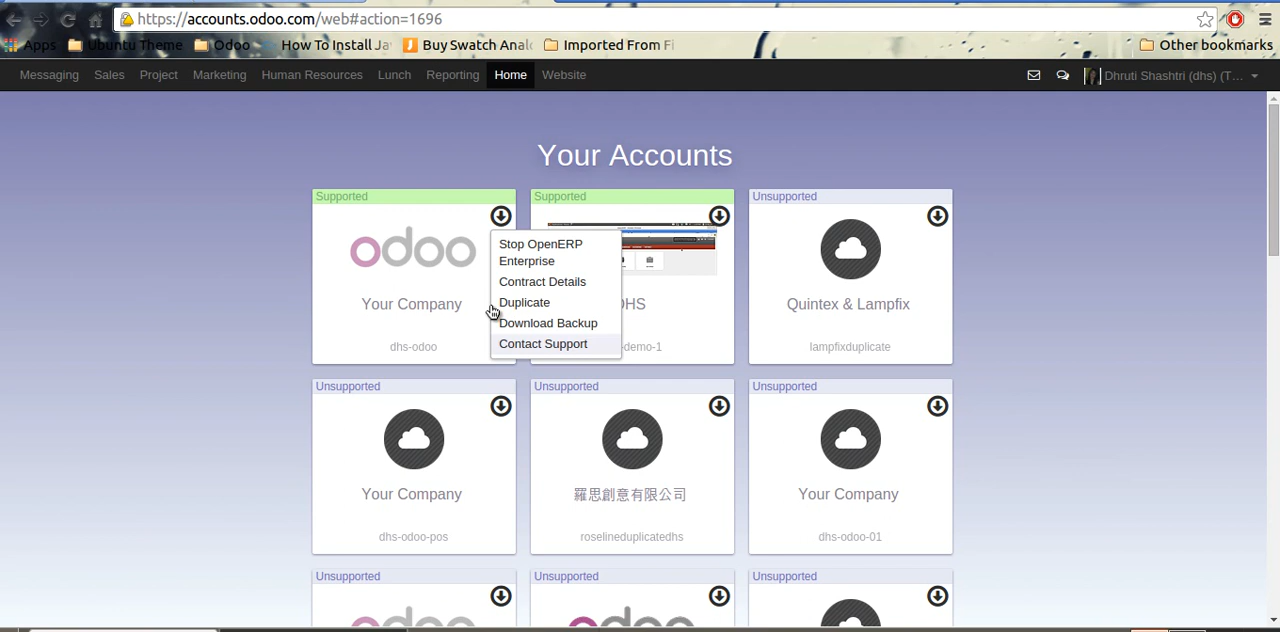 https://accounts.odoo.com/web#action=1696
Apps Ubuntu Theme Odoo How To Install Ja Buy Swatch Anal Imported From Fi Other bookmarks
Messaging Sales Project Marketing Human Resources Lunch Reporting Home Website Dhruti Shashtri (dhs) (T...
Your Accounts
Supported
odoo
Your Company
dhs-odoo
Stop OpenERP
Enterprise
Contract Details
Duplicate
Download Backup
Contact Support
Supported
DHS
-demo-1
Unsupported
Quintex & Lampfix
lampfixduplicate
Unsupported
Your Company
dhs-odoo-pos
Unsupported
羅思創意有限公司
roselineduplicatedhs
Unsupported
Your Company
dhs-odoo-01
Unsupported
odoo
Unsupported
odoo
Unsupported